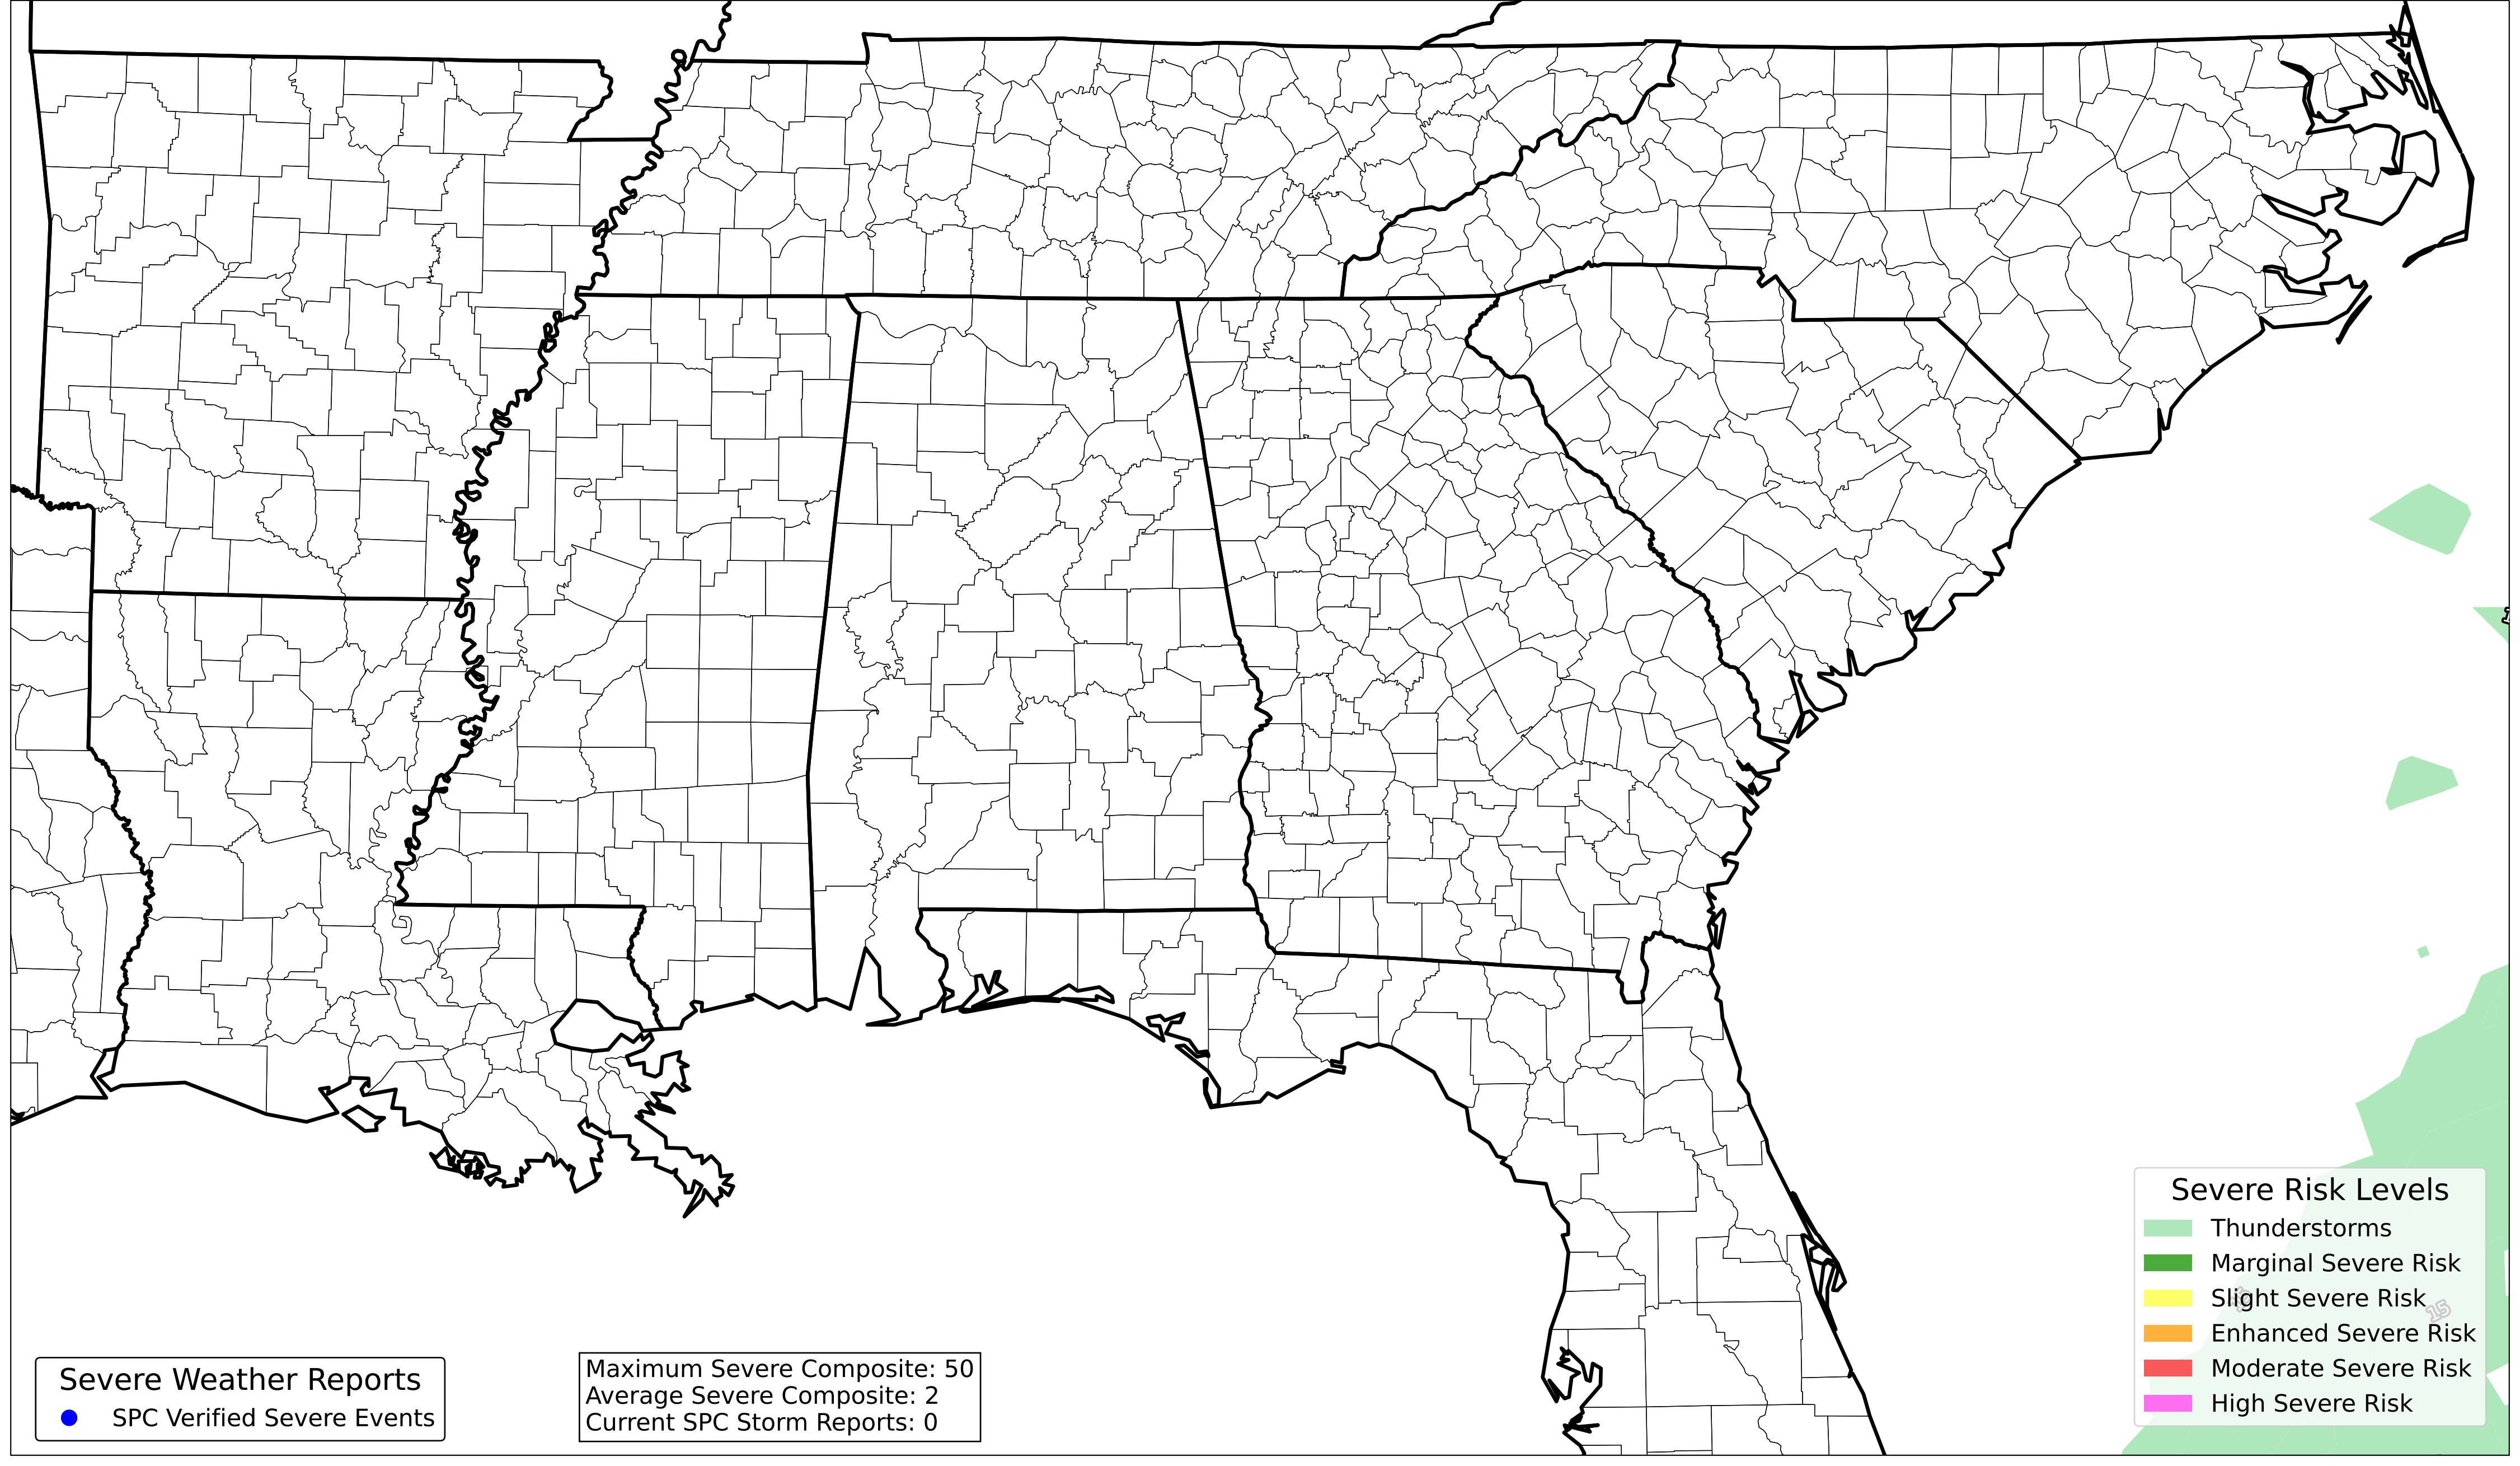 Severe Weather Reports
SPC Verified Severe Events
Maximum Severe Composite: 50
Average Severe Composite: 2
Current SPC Storm Reports: 0
Severe Risk Levels
Thunderstorms
Marginal Severe Risk
Slight Severe Risk
Enhanced Severe Risk
Moderate Severe Risk
High Severe Risk
15